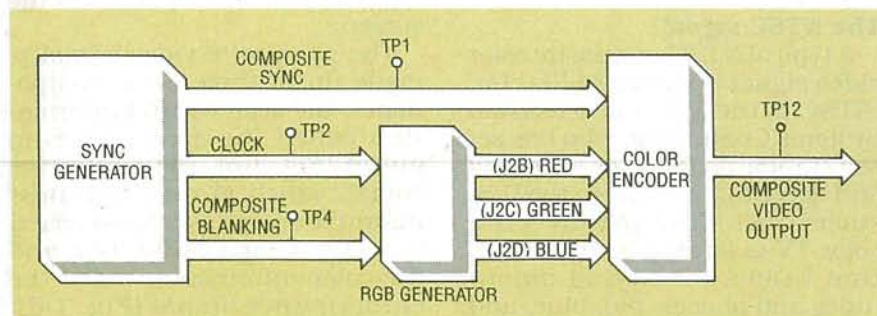 COMPOSITE
SYNC
TP1
SYNC
GENERATOR
CLOCK
TP2
COMPOSITE
BLANKING
TP4
RGB GENERATOR
(J2B) RED
(J2C) GREEN
(J2D) BLUE
COLOR
ENCODER
TP12
COMPOSITE
VIDEO
OUTPUT